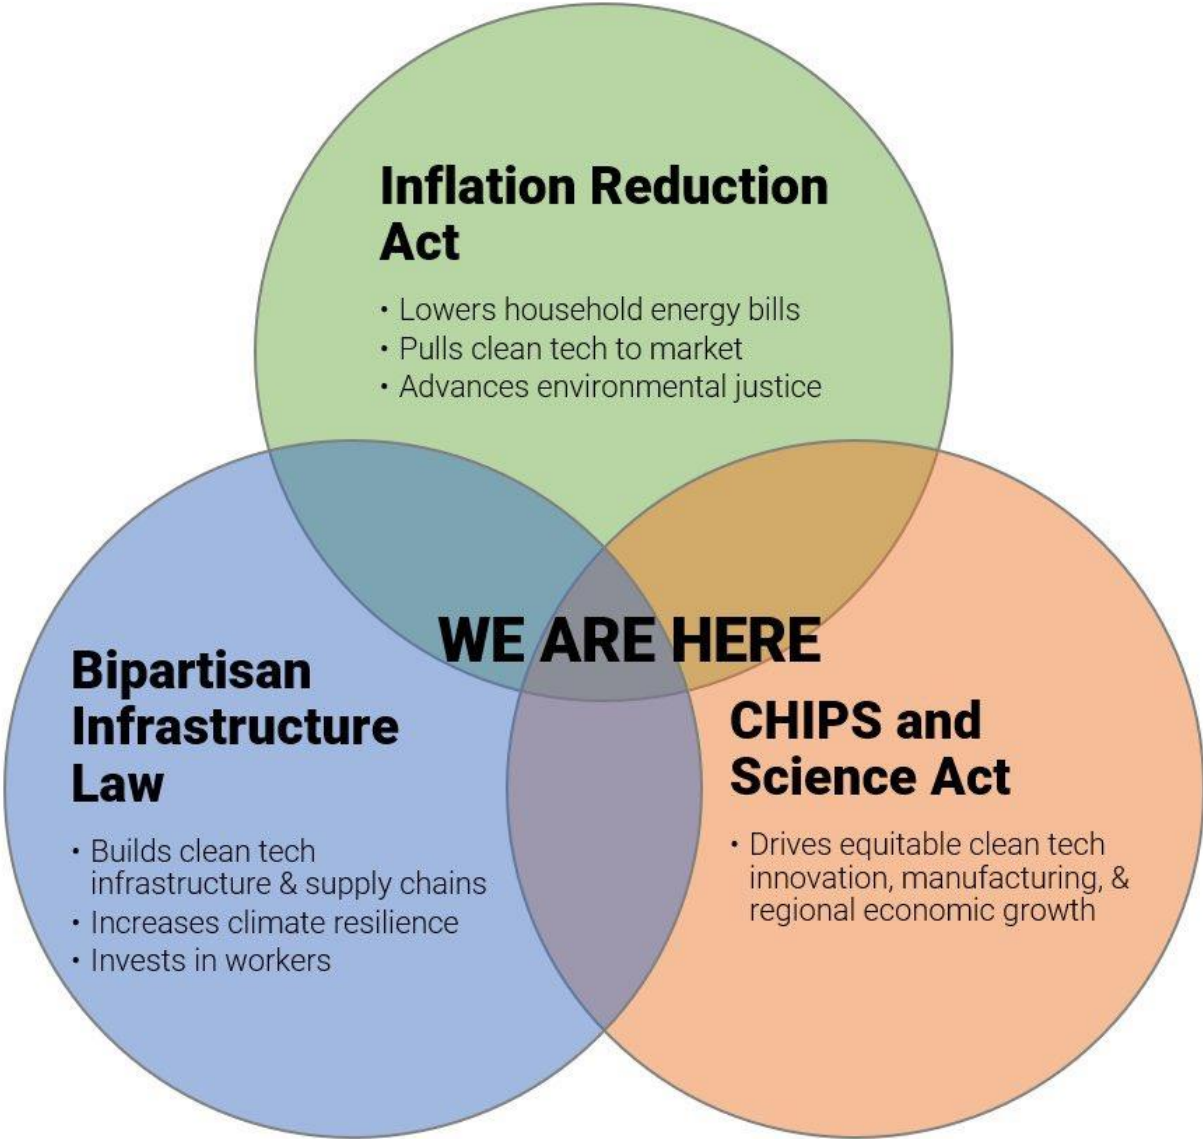 Inflation Reduction
Act
• Lowers household energy bills
• Pulls clean tech to market
• Advances environmental justice
WE ARE HERE
Bipartisan
Infrastructure
Law
• Builds clean tech
infrastructure & supply chains
• Increases climate resilience
• Invests in workers
CHIPS and
Science Act
• Drives equitable clean tech
innovation, manufacturing, &
regional economic growth